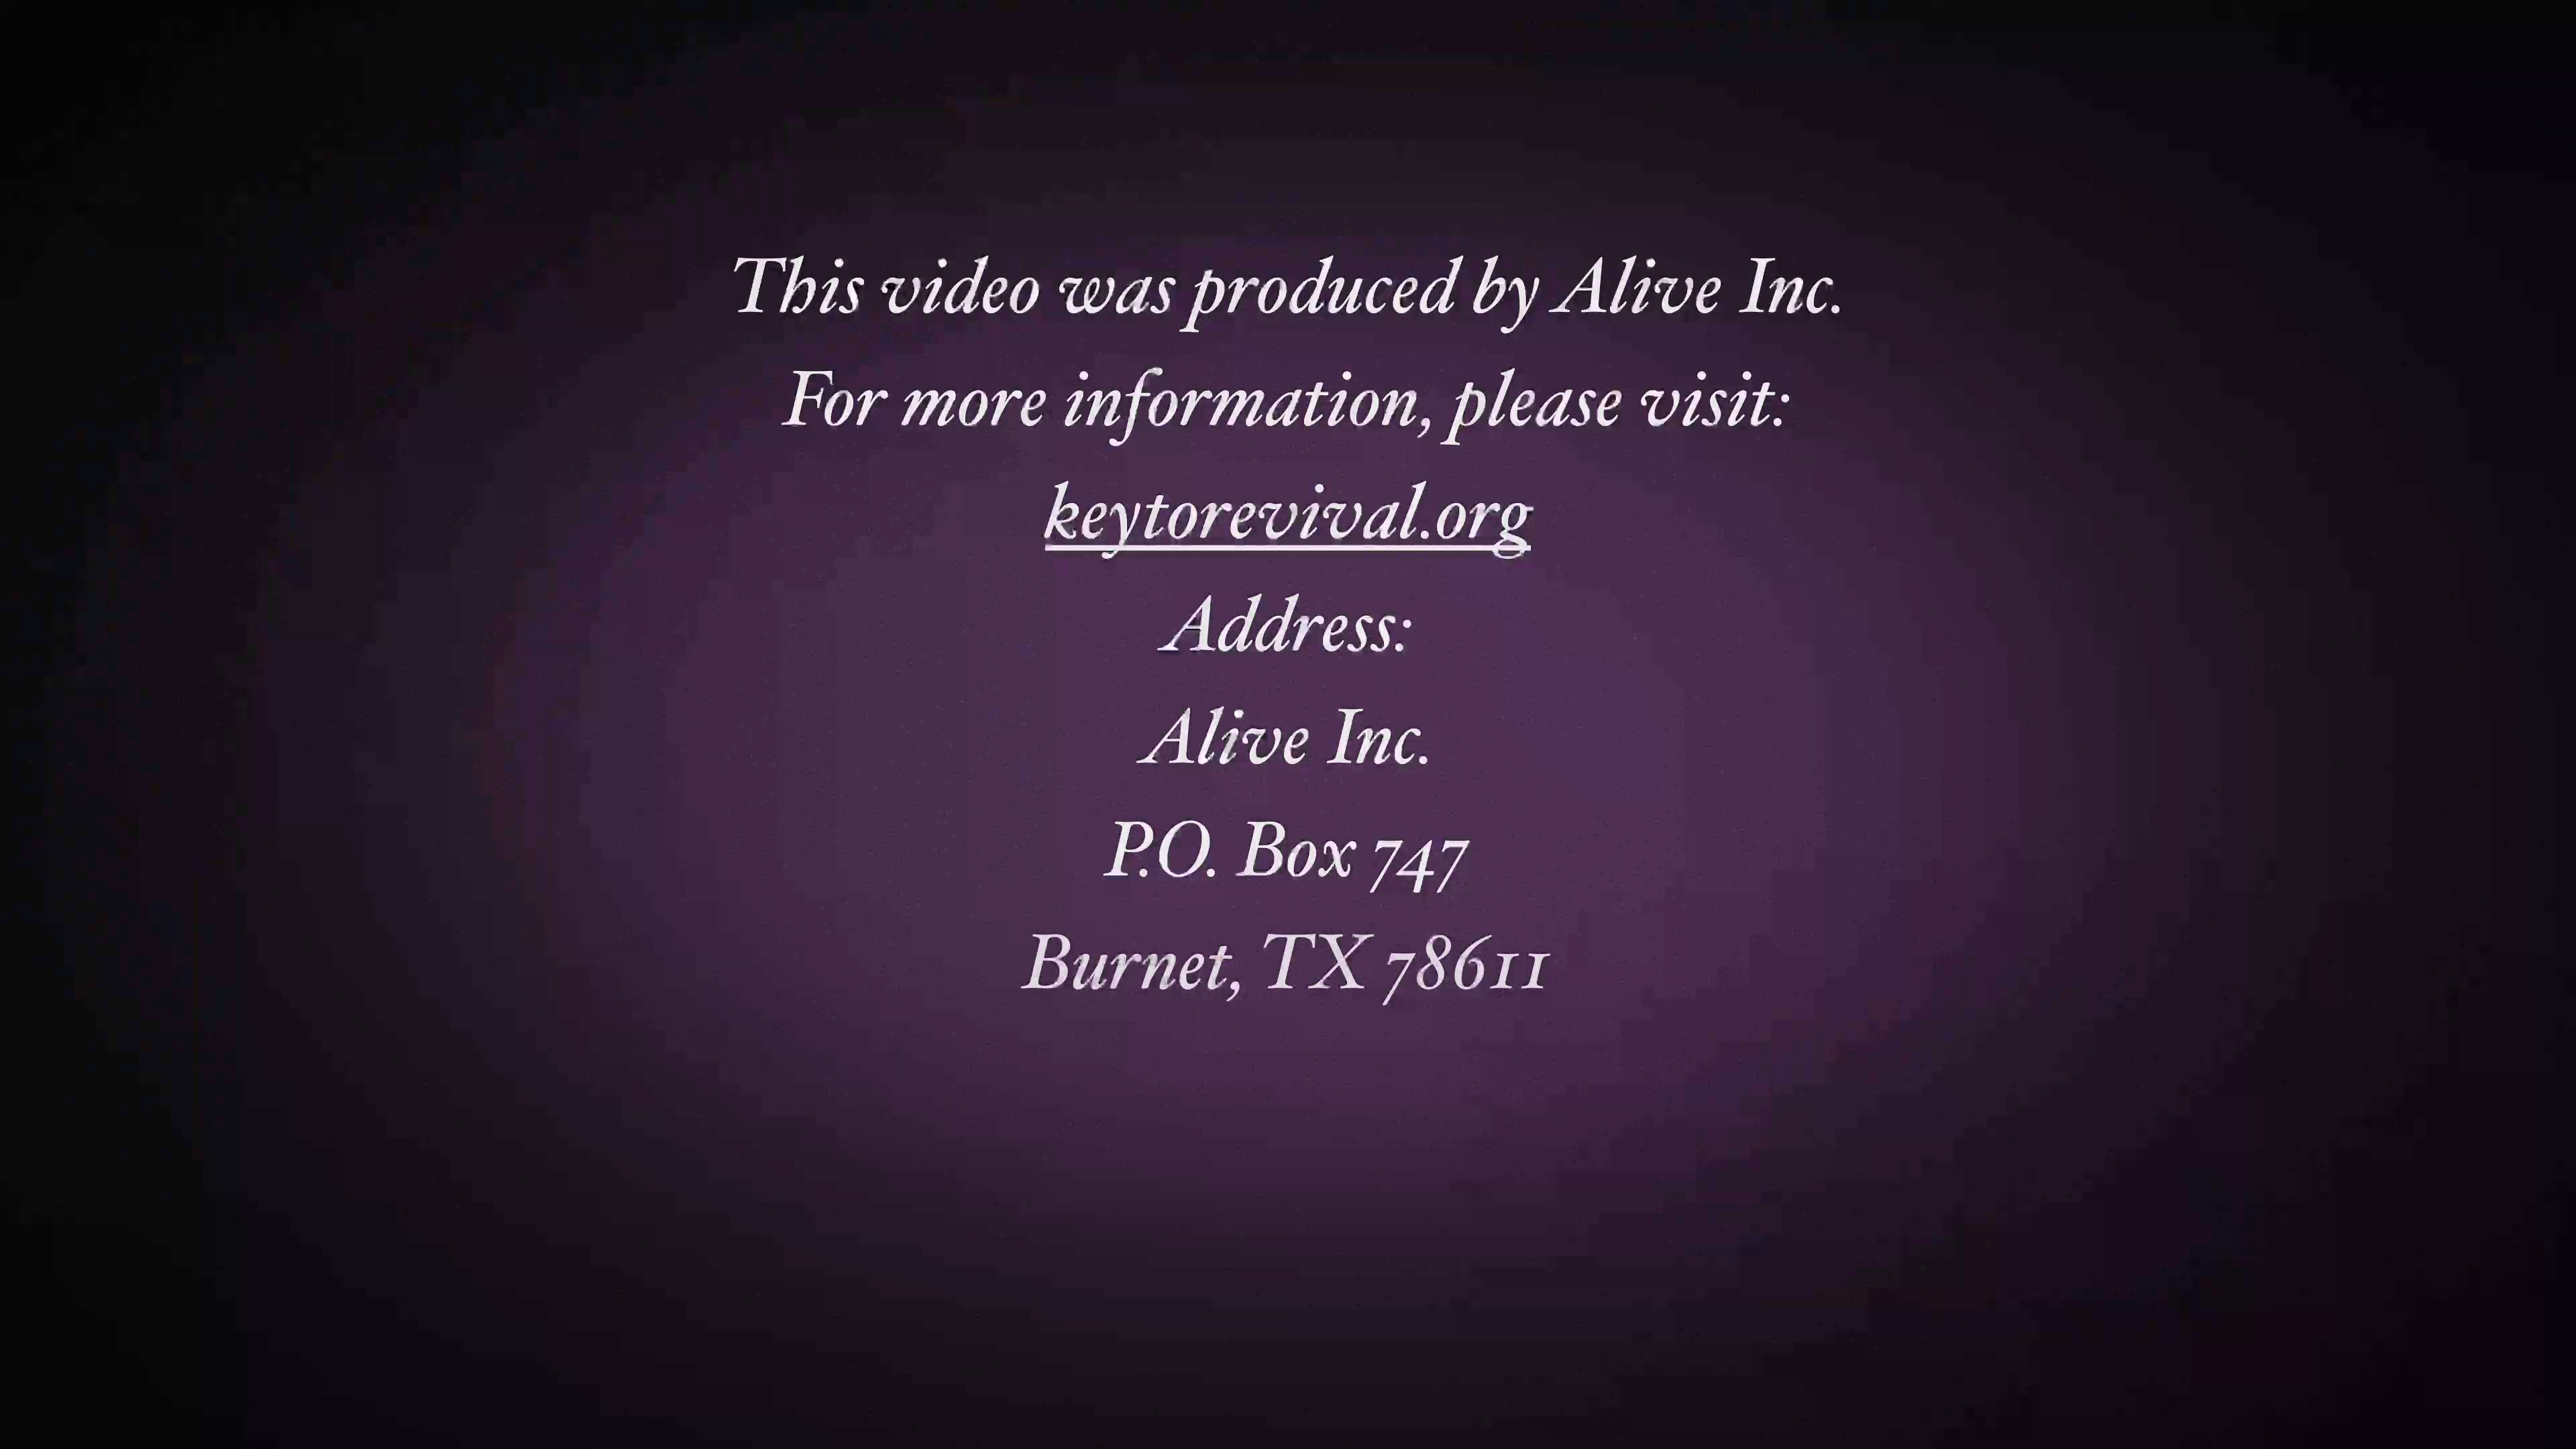 This video was produced by Alive Inc.
For more information, please visit:
keytorevival.org
Address:
Alive Inc.
P.O. Box 747
Burnet, TX 78611